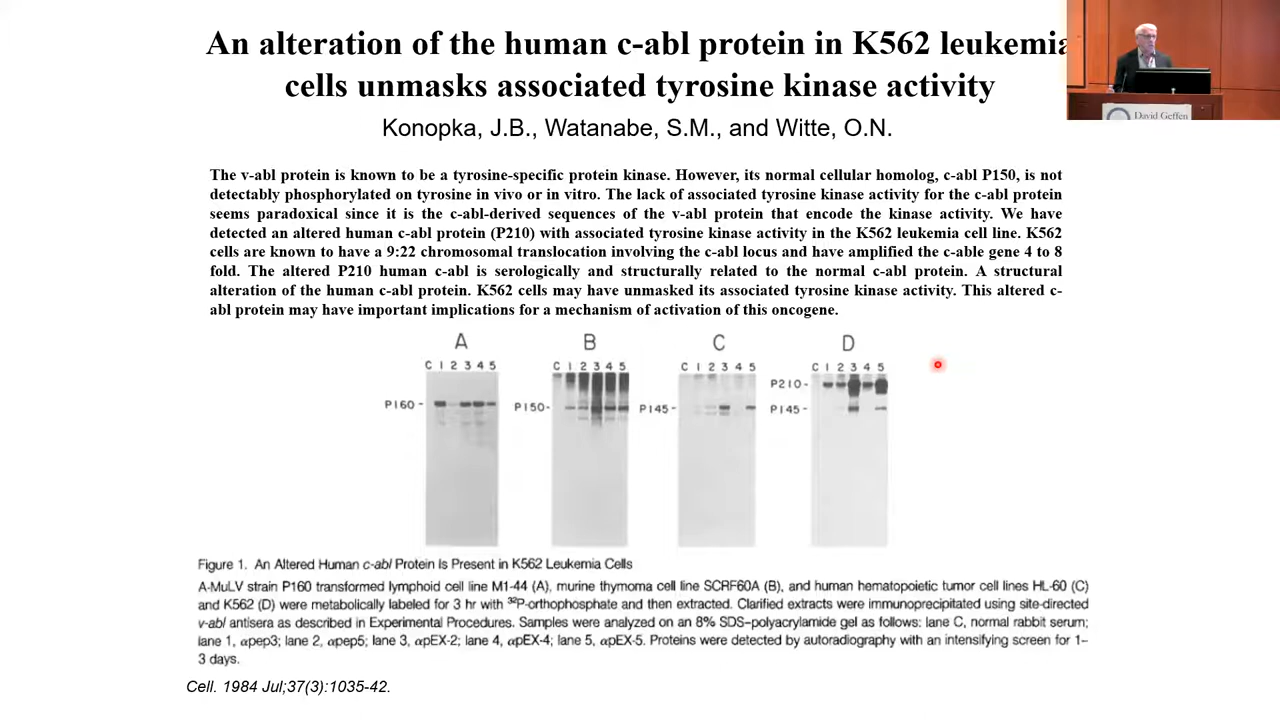 An alteration of the human c-abl protein in K562 leukemia
cells unmasks associated tyrosine kinase activity
Konopka, J.B., Watanabe, S.M., and Witte, O.N.
David Geffen
The v-abl protein is known to be a tyrosine-specific protein kinase. However, its normal cellular homolog, c-abl P150, is not
detectably phosphorylated on tyrosine in vivo or in vitro. The lack of associated tyrosine kinase activity for the c-abl protein
seems paradoxical since it is the c-abl-derived sequences of the v-abl protein that encode the kinase activity. We have
detected an altered human c-abl protein (P210) with associated tyrosine kinase activity in the K562 leukemia cell line. K562
cells are known to have a 9:22 chromosomal translocation involving the c-abl locus and have amplified the c-able gene 4 to 8
fold. The altered P210 human c-abl is serologically and structurally related to the normal c-abl protein. A structural
alteration of the human c-abl protein. K562 cells may have unmasked its associated tyrosine kinase activity. This altered c-
abl protein may have important implications for a mechanism of activation of this oncogene.
A B C D
C 1 2 3 4 5 C 1 2 3 4 5 C 1 2 3 4 5 C 1 2 3 4 5
P210-
P160- P150- P145- P145-
Figure 1. An Altered Human c-abl Protein Is Present in K562 Leukemia Cells
A-MuLV strain P160 transformed lymphoid cell line M1-44 (A), murine thymoma cell line SCRF60A (B), and human hematopoietic tumor cell lines HL-60 (C)
and K562 (D) were metabolically labeled for 3 hr with ³²P-orthophosphate and then extracted. Clarified extracts were immunoprecipitated using site-directed
v-abl antisera as described in Experimental Procedures. Samples were analyzed on an 8% SDS–polyacrylamide gel as follows: lane C, normal rabbit serum;
lane 1, αpep3; lane 2, αpep5; lane 3, αpEX-2; lane 4, αpEX-4; lane 5, αpEX-5. Proteins were detected by autoradiography with an intensifying screen for 1–
3 days.
Cell. 1984 Jul;37(3):1035-42.